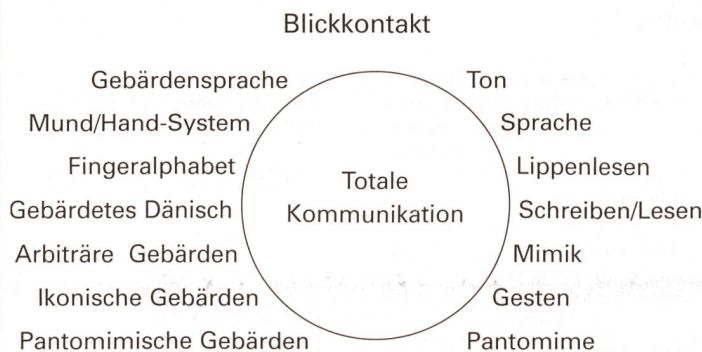 Blickkontakt
Gebärdensprache
Ton
Mund/Hand-System
Sprache
Fingeralphabet
Lippenlesen
Totale
Kommunikation
Gebärdetes Dänisch
Schreiben/Lesen
Arbiträre Gebärden
Mimik
Ikonische Gebärden
Gesten
Pantomimische Gebärden
Pantomime